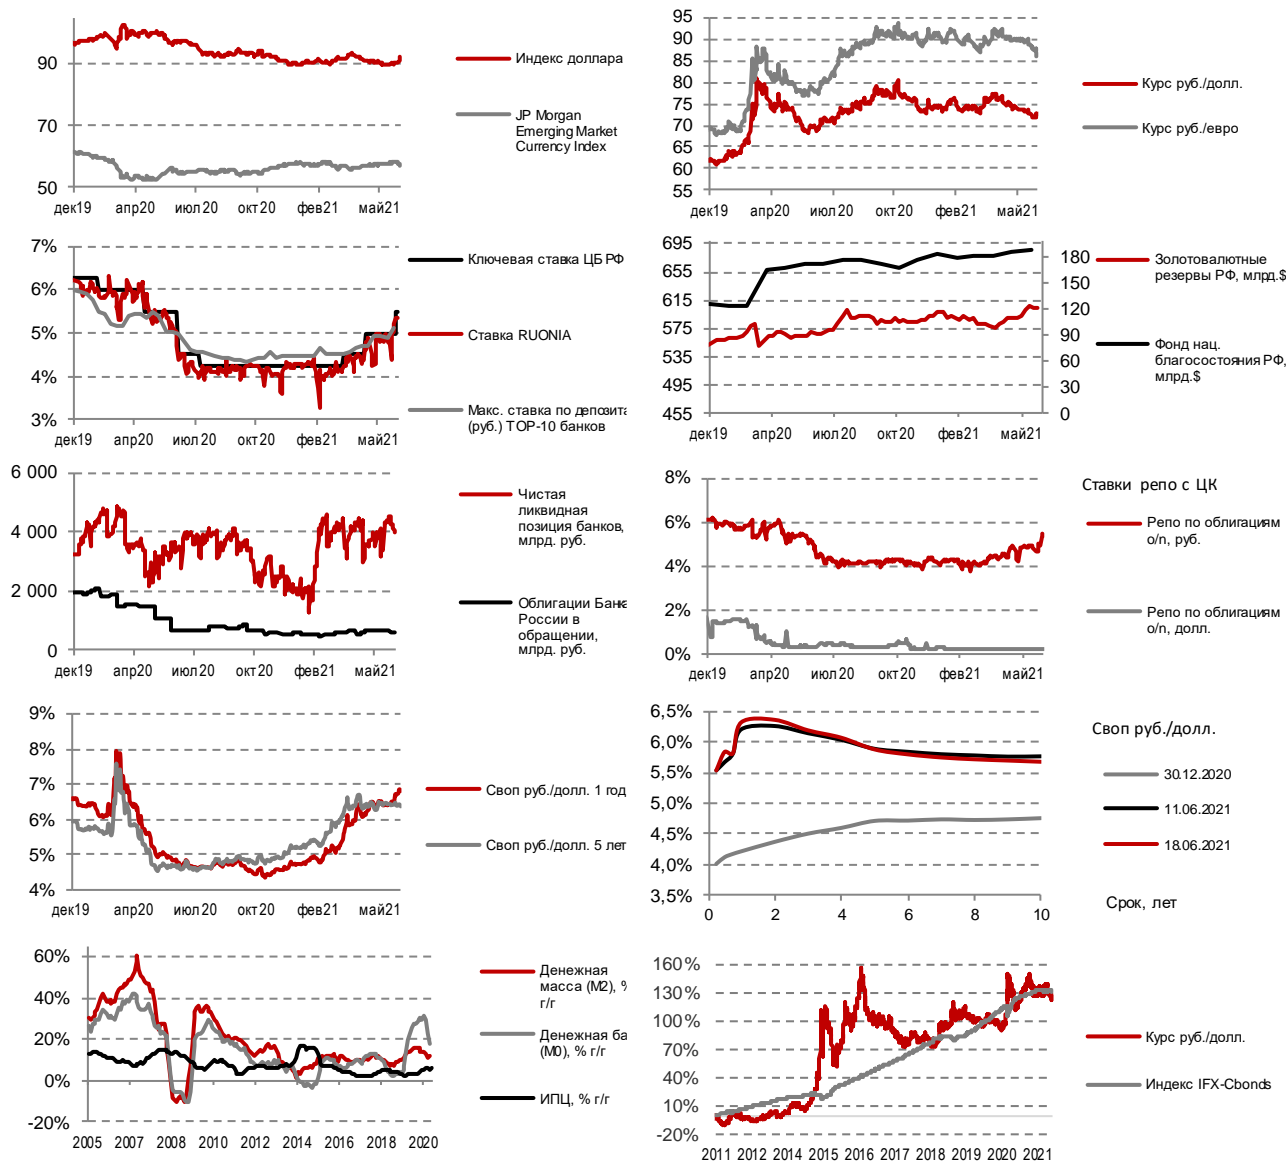 90
70
50
дек19 апр20 июл20 окт20 фев21 май21
Индекс доллара
JP Morgan
Emerging Market
Currency Index
95
90
85
80
75
70
65
60
55
дек19 апр20 июл20 окт20 фев21 май21
Курс руб./долл.
Курс руб./евро
7%
6%
5%
4%
3%
дек19 апр20 июл20 окт20 фев21 май21
Ключевая ставка ЦБ РФ
Ставка RUONIA
Макс. ставка по депозита
(руб.) TOP-10 банков
695
655
615
575
535
495
455
180
150
120
90
60
30
0
дек19 апр20 июл20 окт20 фев21 май21
Золотовалютные
резервы РФ, млрд.$
Фонд нац.
благосостояния РФ,
млрд.$
6 000
4 000
2 000
0
дек19 апр20 июл20 окт20 фев21 май21
Чистая
ликвидная
позиция банков,
млрд. руб.
Облигации Банка
России в
обращении,
млрд. руб.
8%
6%
4%
2%
0%
дек19 апр20 июл20 окт20 фев21 май21
Ставки репо с ЦК
Репо по облигациям
o/n, руб.
Репо по облигациям
o/n, долл.
9%
8%
7%
6%
5%
4%
дек19 апр20 июл20 окт20 фев21 май21
Своп руб./долл. 1 год
Своп руб./долл. 5 лет
6,5%
6,0%
5,5%
5,0%
4,5%
4,0%
3,5%
0 2 4 6 8 10
Своп руб./долл.
30.12.2020
11.06.2021
18.06.2021
Срок, лет
60%
40%
20%
0%
-20%
2005 2007 2008 2010 2012 2014 2016 2018 2020
Денежная
масса (М2), %
г/г
Денежная ба
(М0), % г/г
ИПЦ, % г/г
160%
130%
100%
70%
40%
10%
-20%
2011 2012 2014 2015 2016 2017 2018 2019 2020 2021
Курс руб./долл.
Индекс IFX-Cbonds